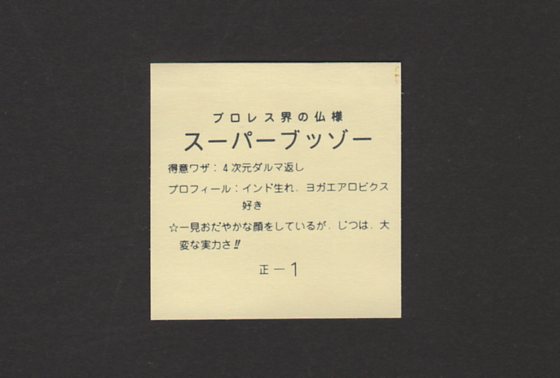 プロレス界の仏様
スーパーブッゾー
得意ワザ：4次元ダルマ返し
プロフィール：インド生れ．ヨガエアロビクス
好き
☆一見おだやかな顔をしているが．じつは．大
変な実力さ!!
正－1